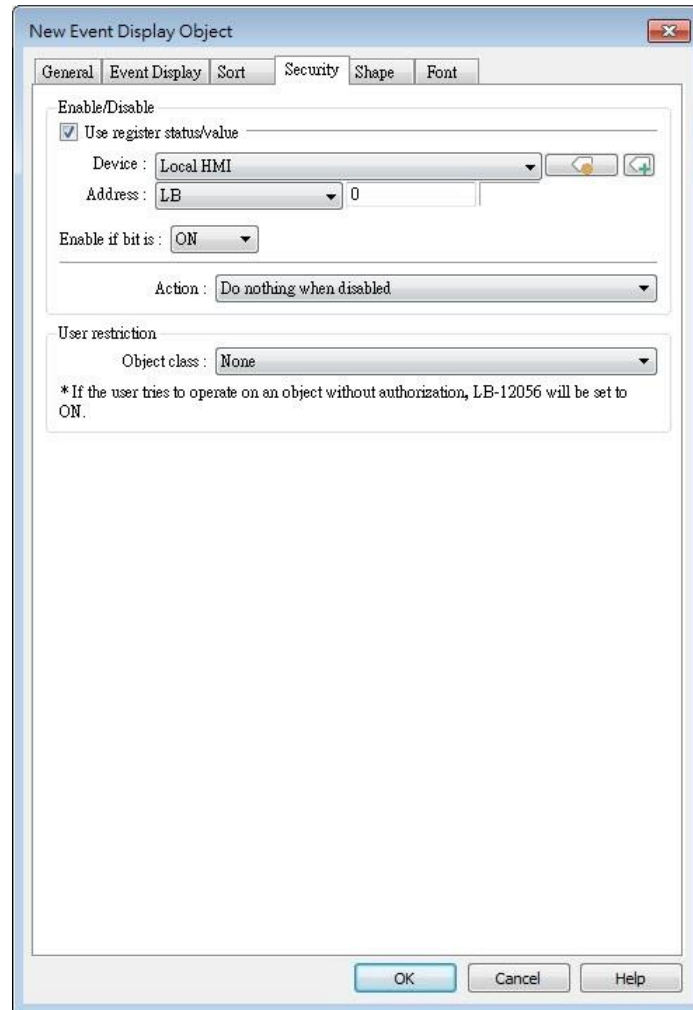 New Event Display Object
General Event Display Sort Security Shape Font
Enable/Disable
Use register status/value
Device : Local HMI
Address : LB 0
Enable if bit is : ON
Action : Do nothing when disabled
User restriction
Object class : None
* If the user tries to operate on an object without authorization, LB-12056 will be set to
ON.
OK Cancel Help